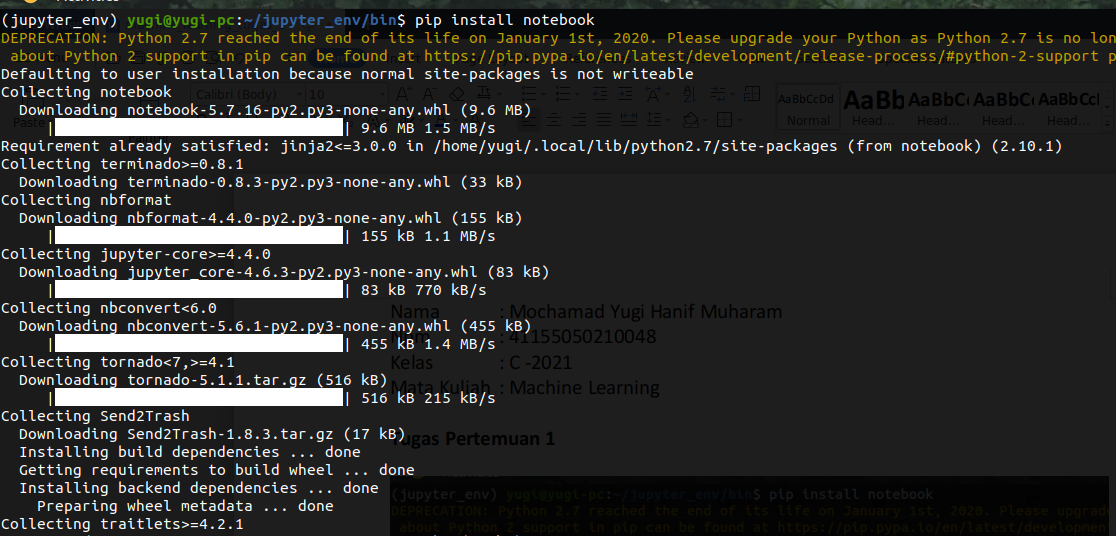 (jupyter_env) yugi@yugi-pc:~/jupyter_env/bin$ pip install notebook
DEPRECATION: Python 2.7 reached the end of its life on January 1st, 2020. Please upgrade your Python as Python 2.7 is no lon
about Python 2 support in pip can be found at https://pip.pypa.io/en/latest/development/release-process/#python-2-support p
Defaulting to user installation because normal site-packages is not writeable
Collecting notebook
Downloading notebook-5.7.16-py2.py3-none-any.whl (9.6 MB)
| | 9.6 MB 1.5 MB/s
Requirement already satisfied: jinja2<=3.0.0 in /home/yugi/.local/lib/python2.7/site-packages (from notebook) (2.10.1)
Collecting terminado>=0.8.1
Downloading terminado-0.8.3-py2.py3-none-any.whl (33 kB)
Collecting nbformat
Downloading nbformat-4.4.0-py2.py3-none-any.whl (155 kB)
| | 155 kB 1.1 MB/s
Collecting jupyter-core>=4.4.0
Downloading jupyter_core-4.6.3-py2.py3-none-any.whl (83 kB)
| | 83 kB 770 kB/s
Collecting nbconvert<6.0
Downloading nbconvert-5.6.1-py2.py3-none-any.whl (455 kB)
| | 455 kB 1.4 MB/s
Collecting tornado<7,>=4.1
Downloading tornado-5.1.1.tar.gz (516 kB)
| | 516 kB 215 kB/s
Collecting Send2Trash
Downloading Send2Trash-1.8.3.tar.gz (17 kB)
Installing build dependencies ... done
Getting requirements to build wheel ... done
Installing backend dependencies ... done
Preparing wheel metadata ... done
Collecting traitlets>=4.2.1
Calibri (Body) 10
AaBbCcDd AaBb AaBbC AaBbCc AaBbCcI
Normal Head... Head... Head... Head...
Paste
Nama : Mochamad Yugi Hanif Muharam
: 41155050210048
Kelas : C -2021
Mata Kuliah : Machine Learning
Tugas Pertemuan 1
(jupyter_env) yugi@yugi-pc:~/jupyter_env/bin$ pip install notebook
DEPRECATION: Python 2.7 reached the end of its life on January 1st, 2020. Please upgrade
about Python 2 support in pip can be found at https://pip.pypa.io/en/latest/development